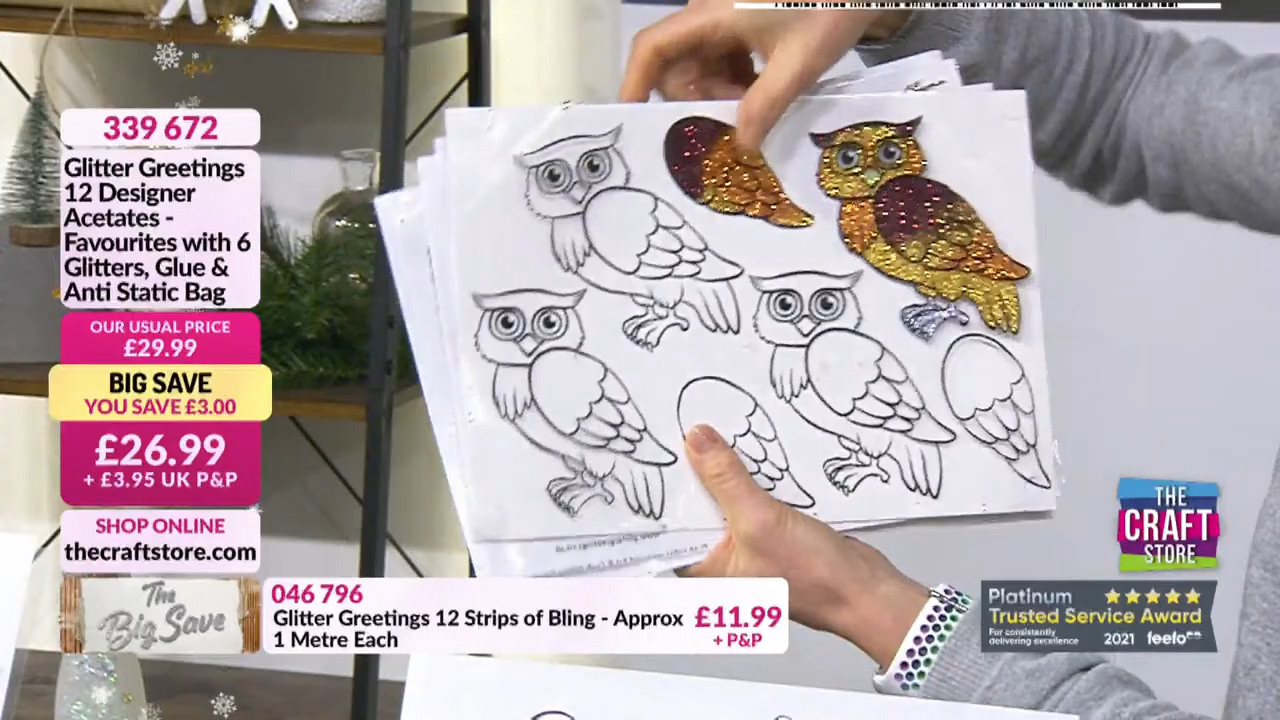 339 672
Glitter Greetings
12 Designer
Acetates -
Favourites with 6
Glitters, Glue &
Anti Static Bag
OUR USUAL PRICE
£29.99
BIG SAVE
YOU SAVE £3.00
£26.99
+ £3.95 UK P&P
SHOP ONLINE
thecraftstore.com
The
Big Save
046 796
Glitter Greetings 12 Strips of Bling - Approx
1 Metre Each
£11.99
+ P&P
THE
CRAFT
STORE
Platinum
Trusted Service Award
For consistently
delivering excellence
2021 feefo